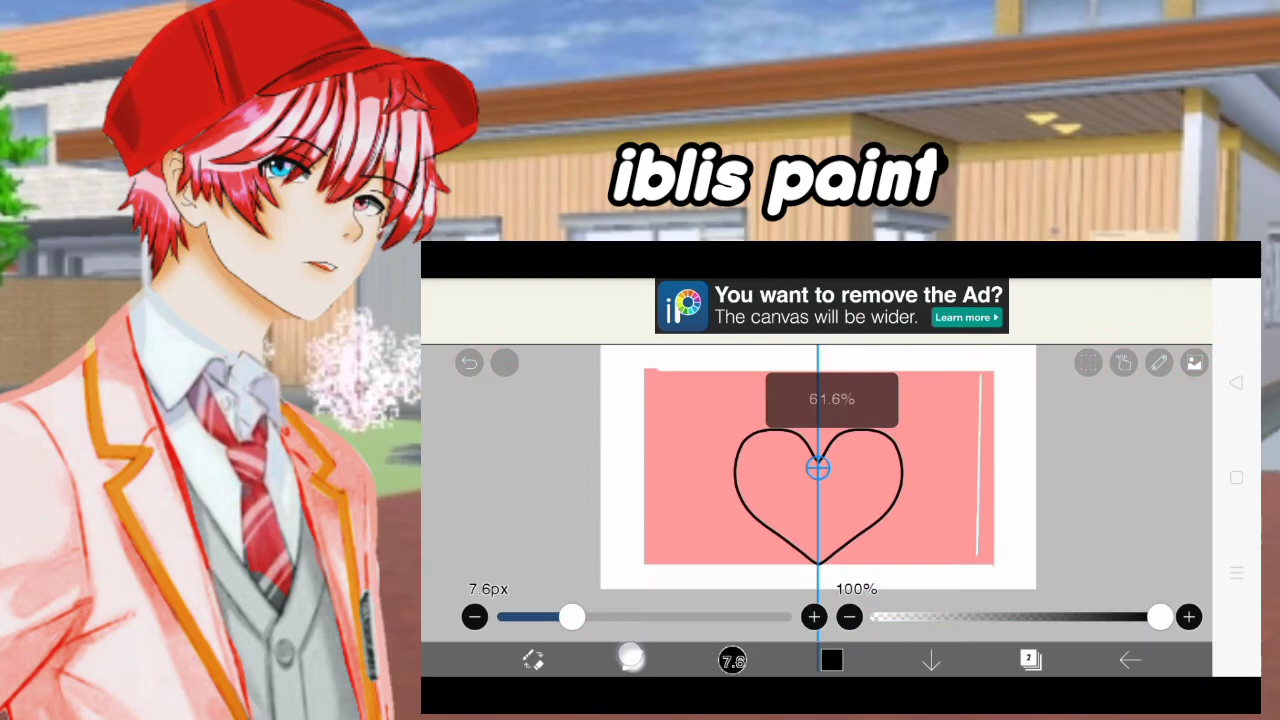 iblis paint
You want to remove the Ad?
The canvas will be wider.
Learn more
61.6%
7.6px
100%
7.6
2